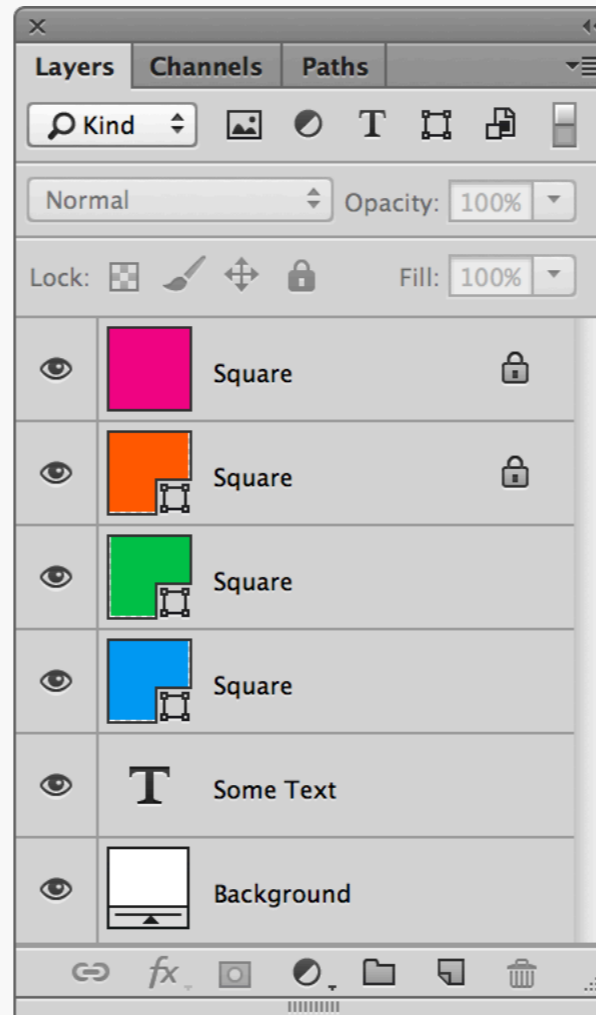 Layers Channels Paths
Kind T
Normal Opacity: 100%
Lock: Fill: 100%
Square
Square
Square
Square
T Some Text
Background
fx